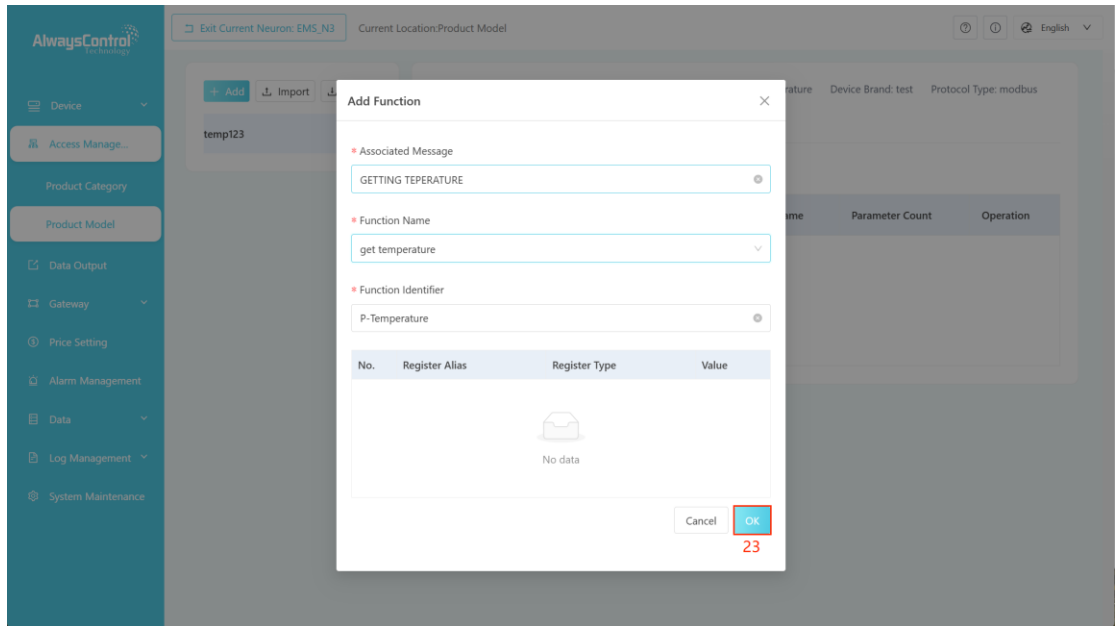 AlwaysControl
Technology
Exit Current Neuron: EMS_N3
Current Location:Product Model
English
Device
Access Manage...
Product Category
Product Model
Data Output
Gateway
Price Setting
Alarm Management
Data
Log Management
System Maintenance
+ Add
Import
temp123
rature
Device Brand: test
Protocol Type: modbus
ame
Parameter Count
Operation
Add Function
* Associated Message
GETTING TEPERATURE
* Function Name
get temperature
* Function Identifier
P-Temperature
No. Register Alias Register Type Value
No data
Cancel
OK
23